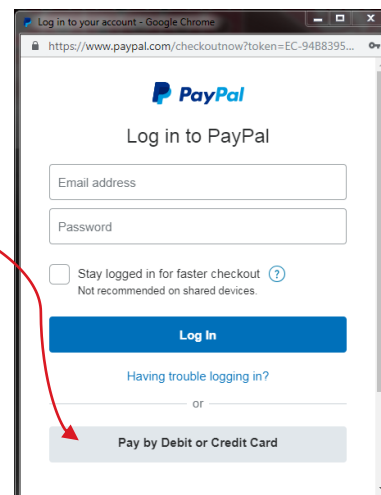 Log in to your account - Google Chrome
https://www.paypal.com/checkoutnow?token=EC-94B8395...
PayPal
Log in to PayPal
Email address
Password
Stay logged in for faster checkout ?
Not recommended on shared devices.
Log In
Having trouble logging in?
or
Pay by Debit or Credit Card